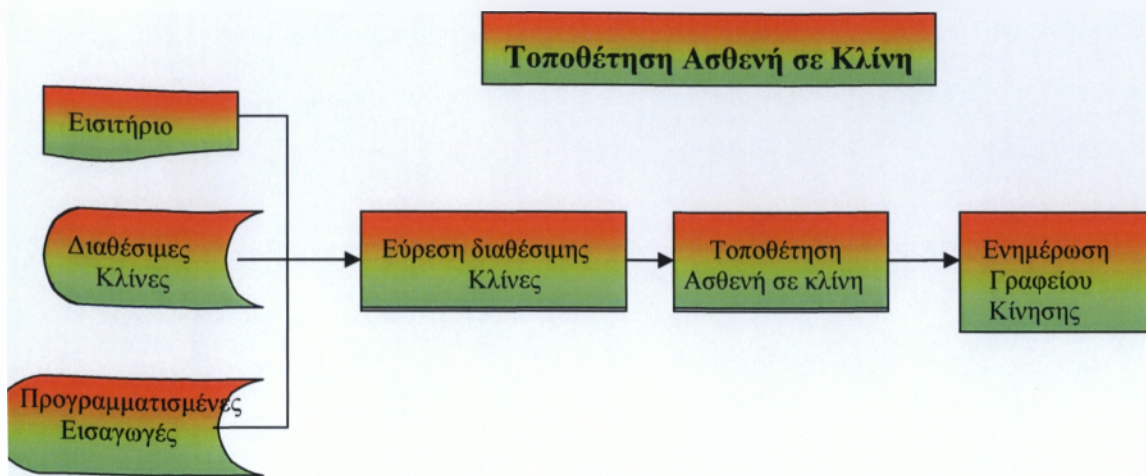 Τοποθέτηση Ασθενή σε Κλίνη
Εισιτήριο
Διαθέσιμες
Κλίνες
Προγραμματισμένες
Εισαγωγές
Εύρεση διαθέσιμης
Κλίνες
Τοποθέτηση
Ασθενή σε κλίνη
Ενημέρωση
Γραφείου
Κίνησης